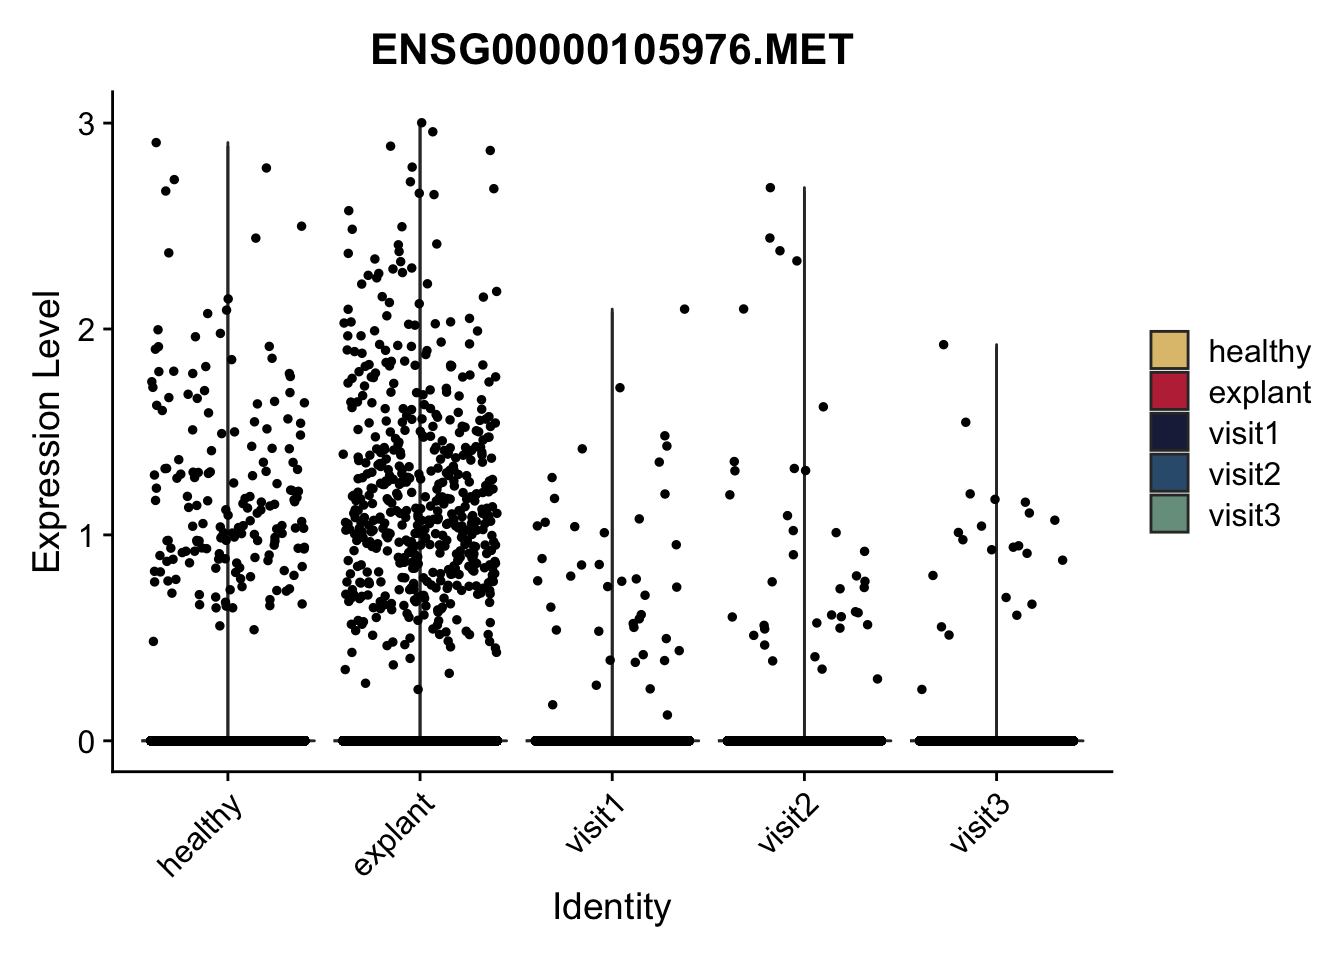 ENSG00000105976.MET
Expression Level
3
2
1
0
healthy
explant
visit1
visit2
visit3
Identity
healthy
explant
visit1
visit2
visit3